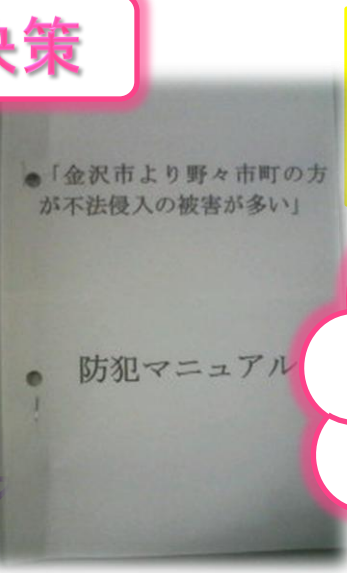 決策
「金沢市より野々市町の方
が不法侵入の被害が多い」
防犯マニュアル